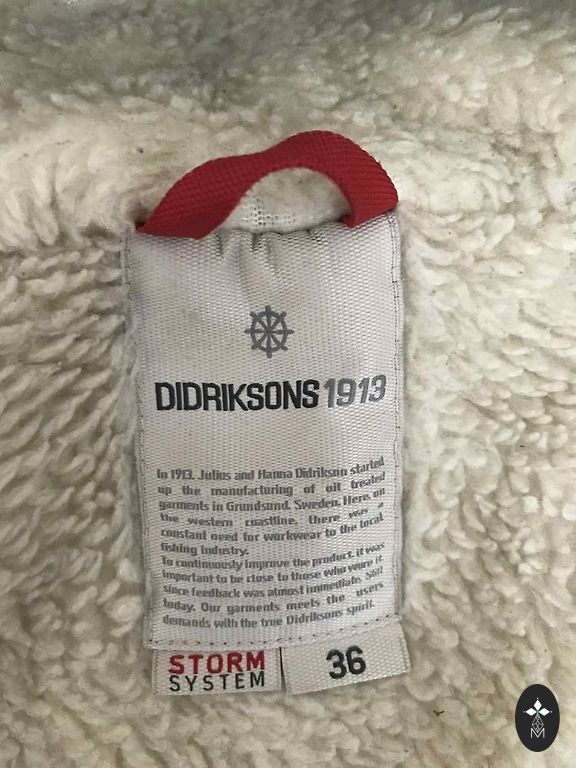 DIDRIKSONS 1913
In 1913, Julius and Hanna Didrikson started
up the manufacturing of oil treated
garments in Grundsund, Sweden. Here, on
the western coastline, there was a
constant need for workwear to the local
fishing industry.
To continuously improve the product, it was
important to be close to those who wore it
since feedback was almost immediate. Still
today. Our garments meets the users
demands with the true Didriksons spirit.
STORM
SYSTEM
36
M